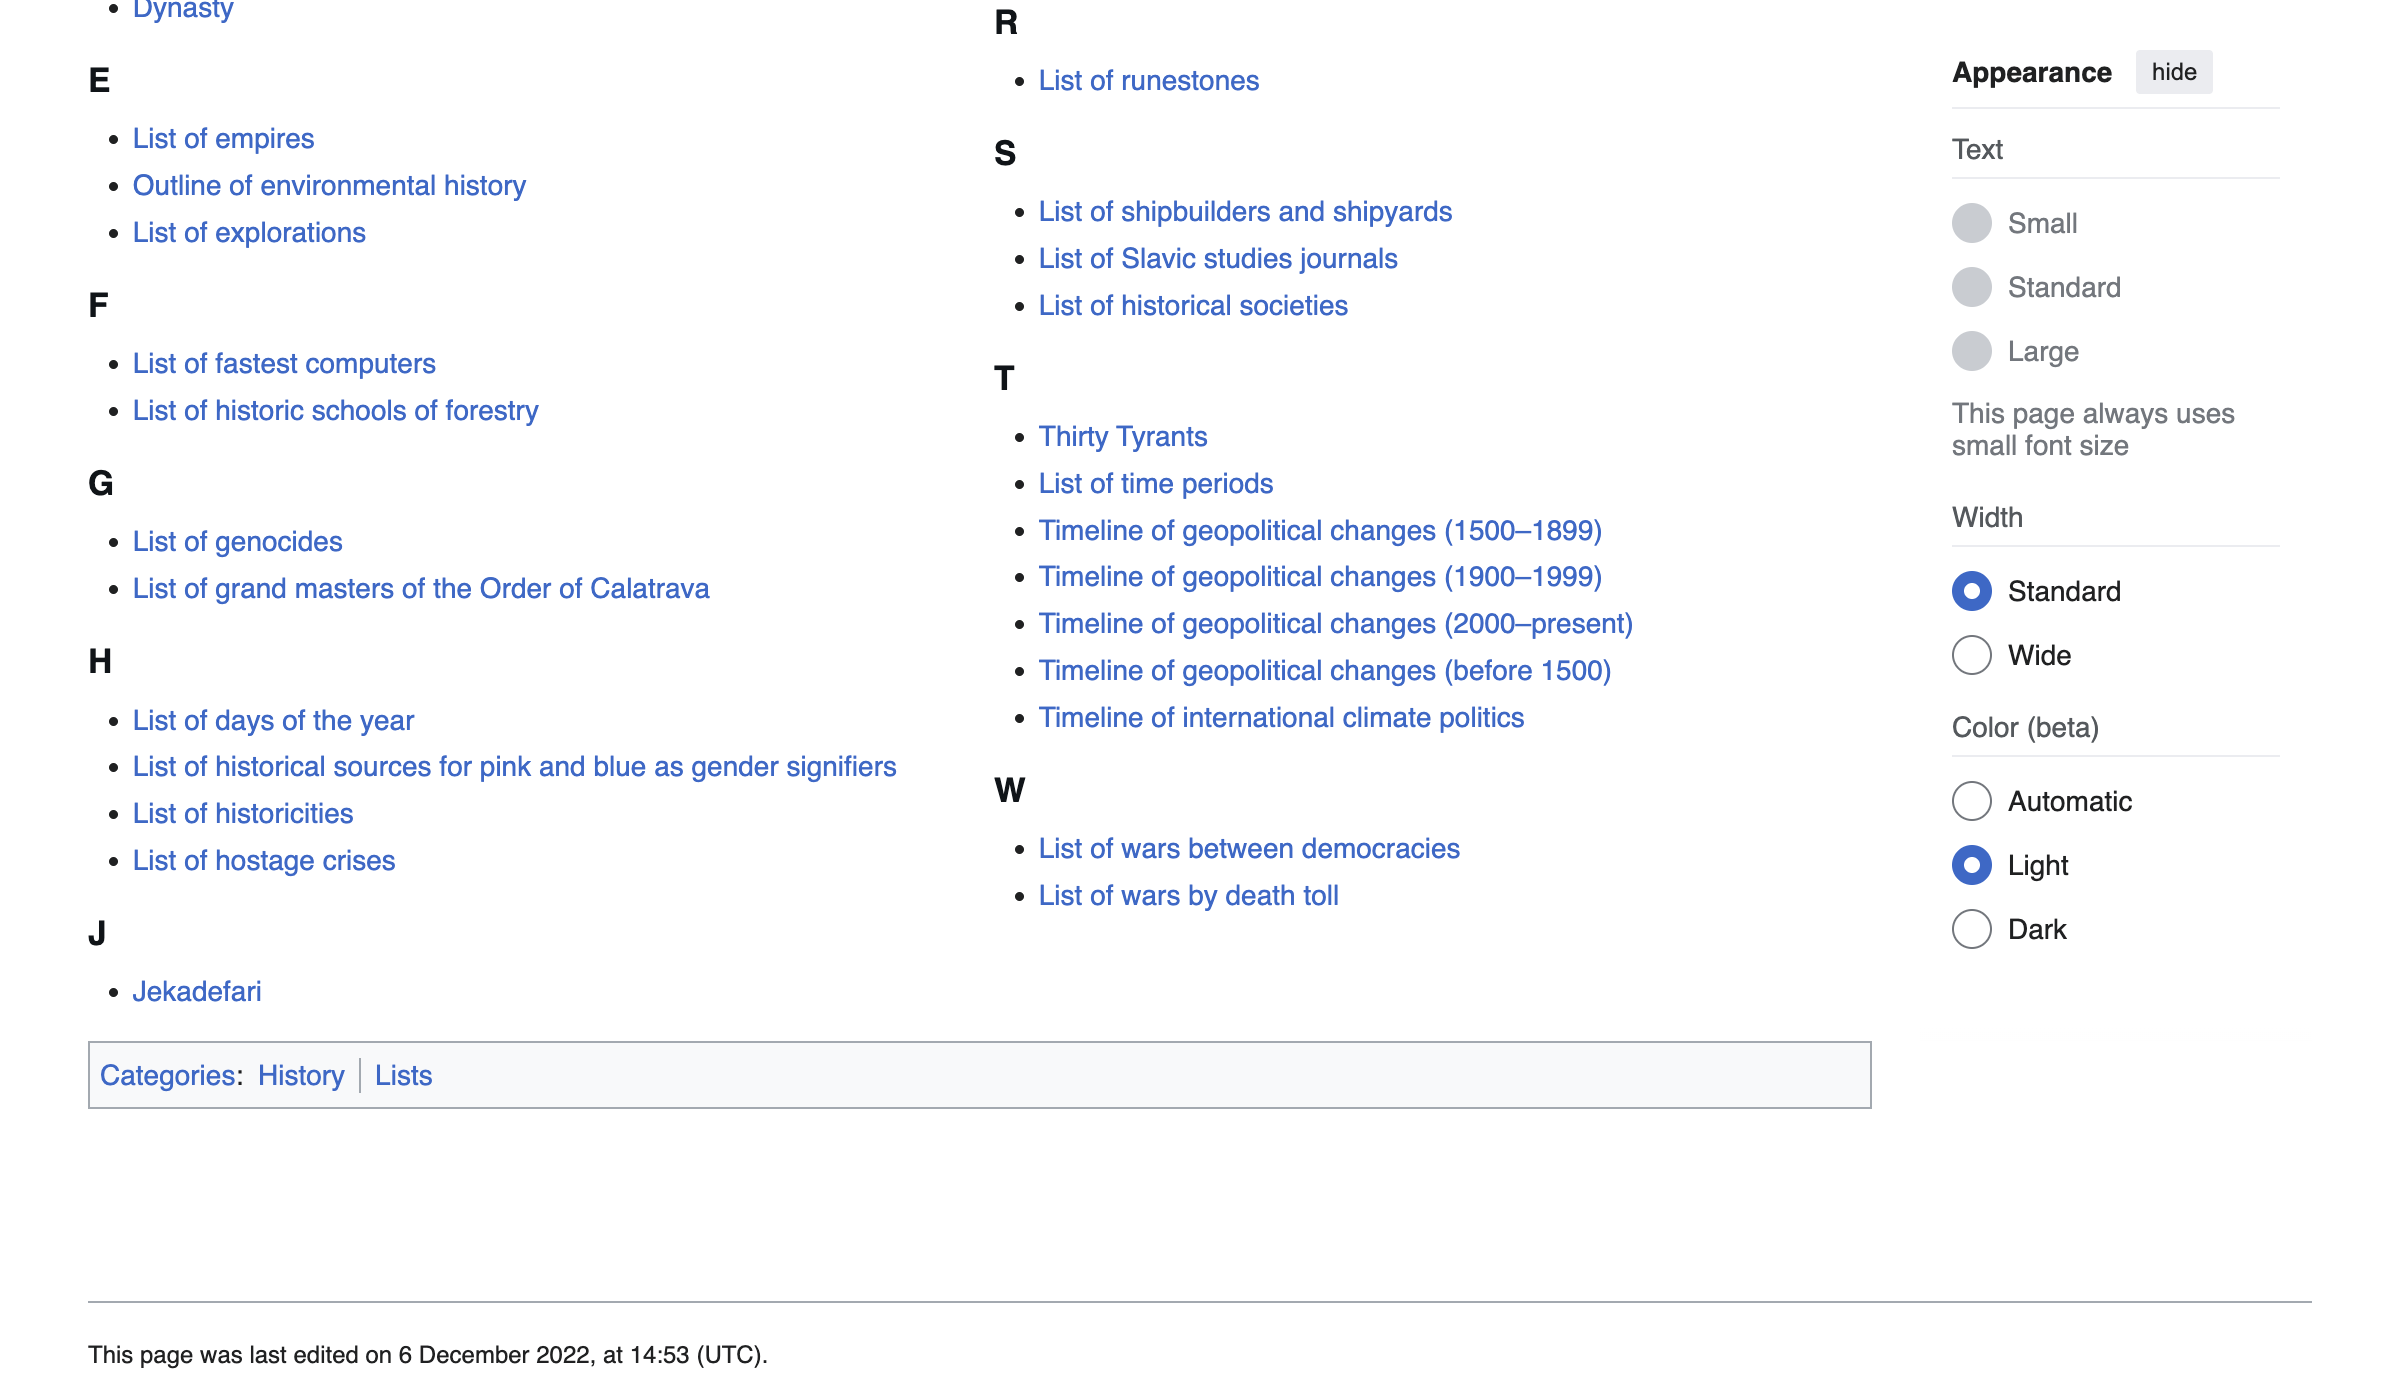 Dynasty
E
List of empires
Outline of environmental history
List of explorations
F
List of fastest computers
List of historic schools of forestry
G
List of genocides
List of grand masters of the Order of Calatrava
H
List of days of the year
List of historical sources for pink and blue as gender signifiers
List of historicities
List of hostage crises
J
Jekadefari
R
List of runestones
S
List of shipbuilders and shipyards
List of Slavic studies journals
List of historical societies
T
Thirty Tyrants
List of time periods
Timeline of geopolitical changes (1500–1899)
Timeline of geopolitical changes (1900–1999)
Timeline of geopolitical changes (2000–present)
Timeline of geopolitical changes (before 1500)
Timeline of international climate politics
W
List of wars between democracies
List of wars by death toll
Categories: History | Lists
Appearance hide
Text
Small
Standard
Large
This page always uses
small font size
Width
Standard
Wide
Color (beta)
Automatic
Light
Dark
This page was last edited on 6 December 2022, at 14:53 (UTC).